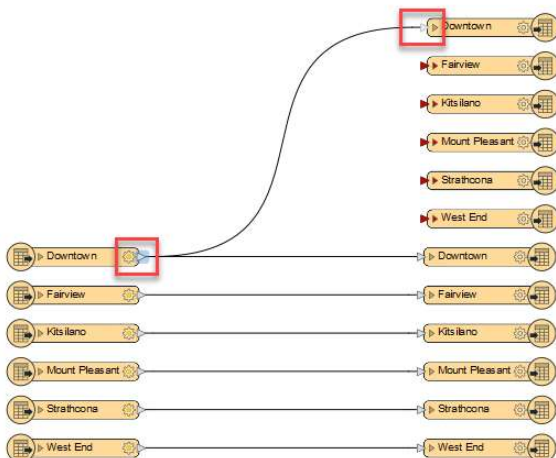 Downtown
Fairview
Kitsilano
Mount Pleasant
Strathcona
West End
Downtown Downtown
Fairview Fairview
Kitsilano Kitsilano
Mount Pleasant Mount Pleasant
Strathcona Strathcona
West End West End